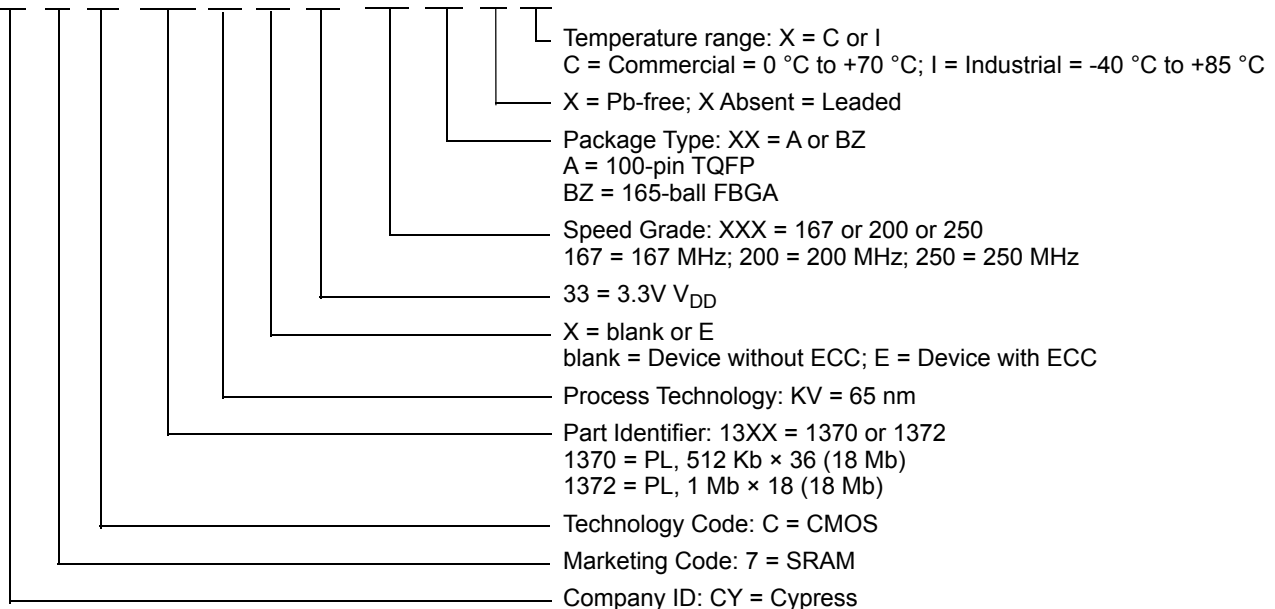 Temperature range: X = C or I
C = Commercial = 0 °C to +70 °C; I = Industrial = -40 °C to +85 °C
X = Pb-free; X Absent = Leaded
Package Type: XX = A or BZ
A = 100-pin TQFP
BZ = 165-ball FBGA
Speed Grade: XXX = 167 or 200 or 250
167 = 167 MHz; 200 = 200 MHz; 250 = 250 MHz
33 = 3.3V VDD
X = blank or E
blank = Device without ECC; E = Device with ECC
Process Technology: KV = 65 nm
Part Identifier: 13XX = 1370 or 1372
1370 = PL, 512 Kb × 36 (18 Mb)
1372 = PL, 1 Mb × 18 (18 Mb)
Technology Code: C = CMOS
Marketing Code: 7 = SRAM
Company ID: CY = Cypress